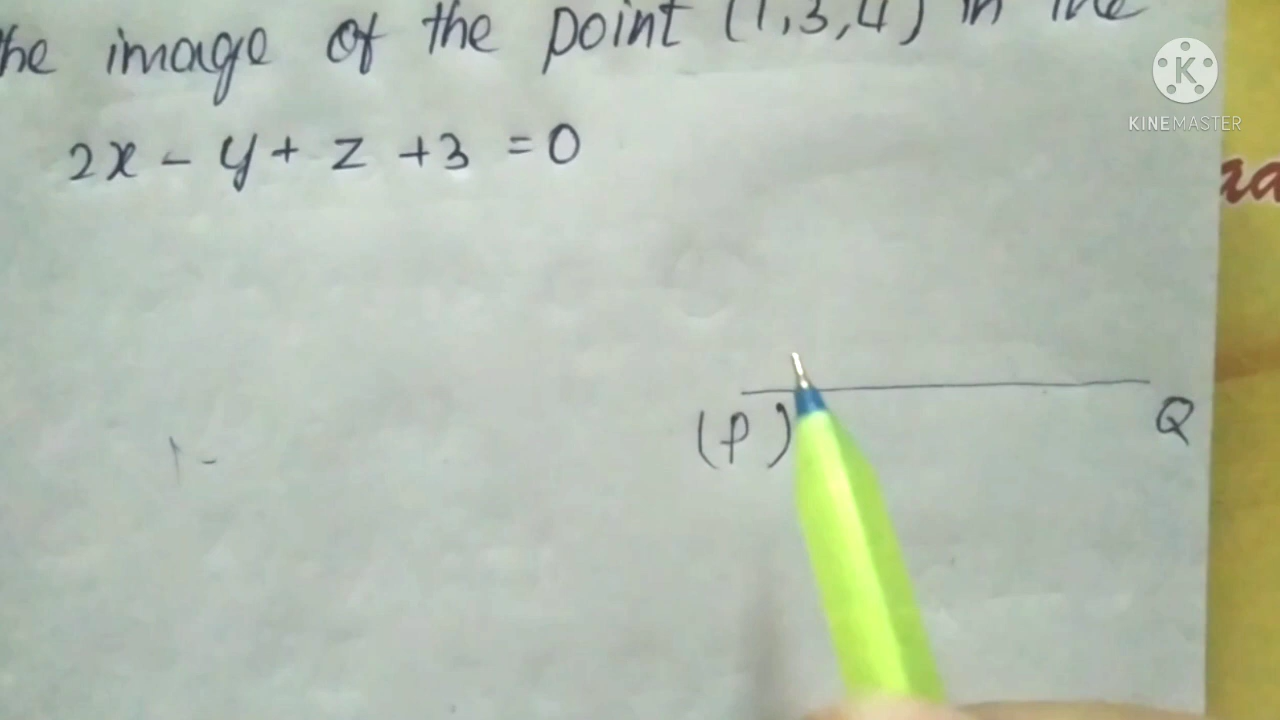 he image of the point (1,3,4) in the
2x - y + z + 3 = 0
(P)
Q
K
KINEMASTER